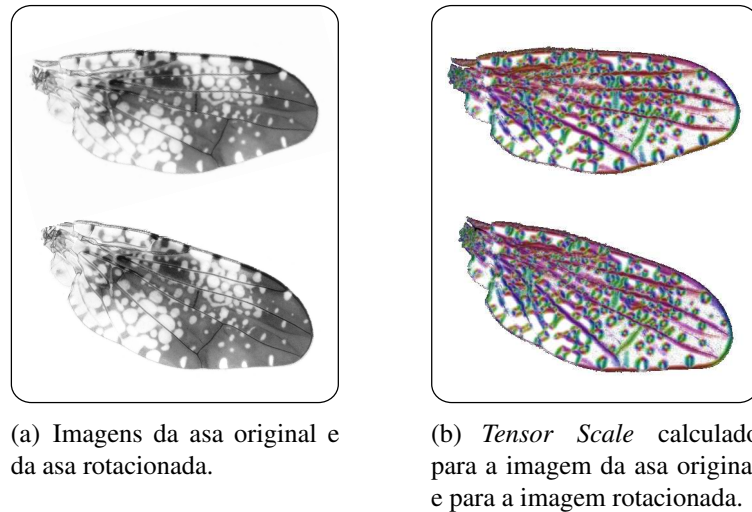 (a) Imagens da asa original e
da asa rotacionada.
(b) Tensor Scale calculado
para a imagem da asa original
e para a imagem rotacionada.